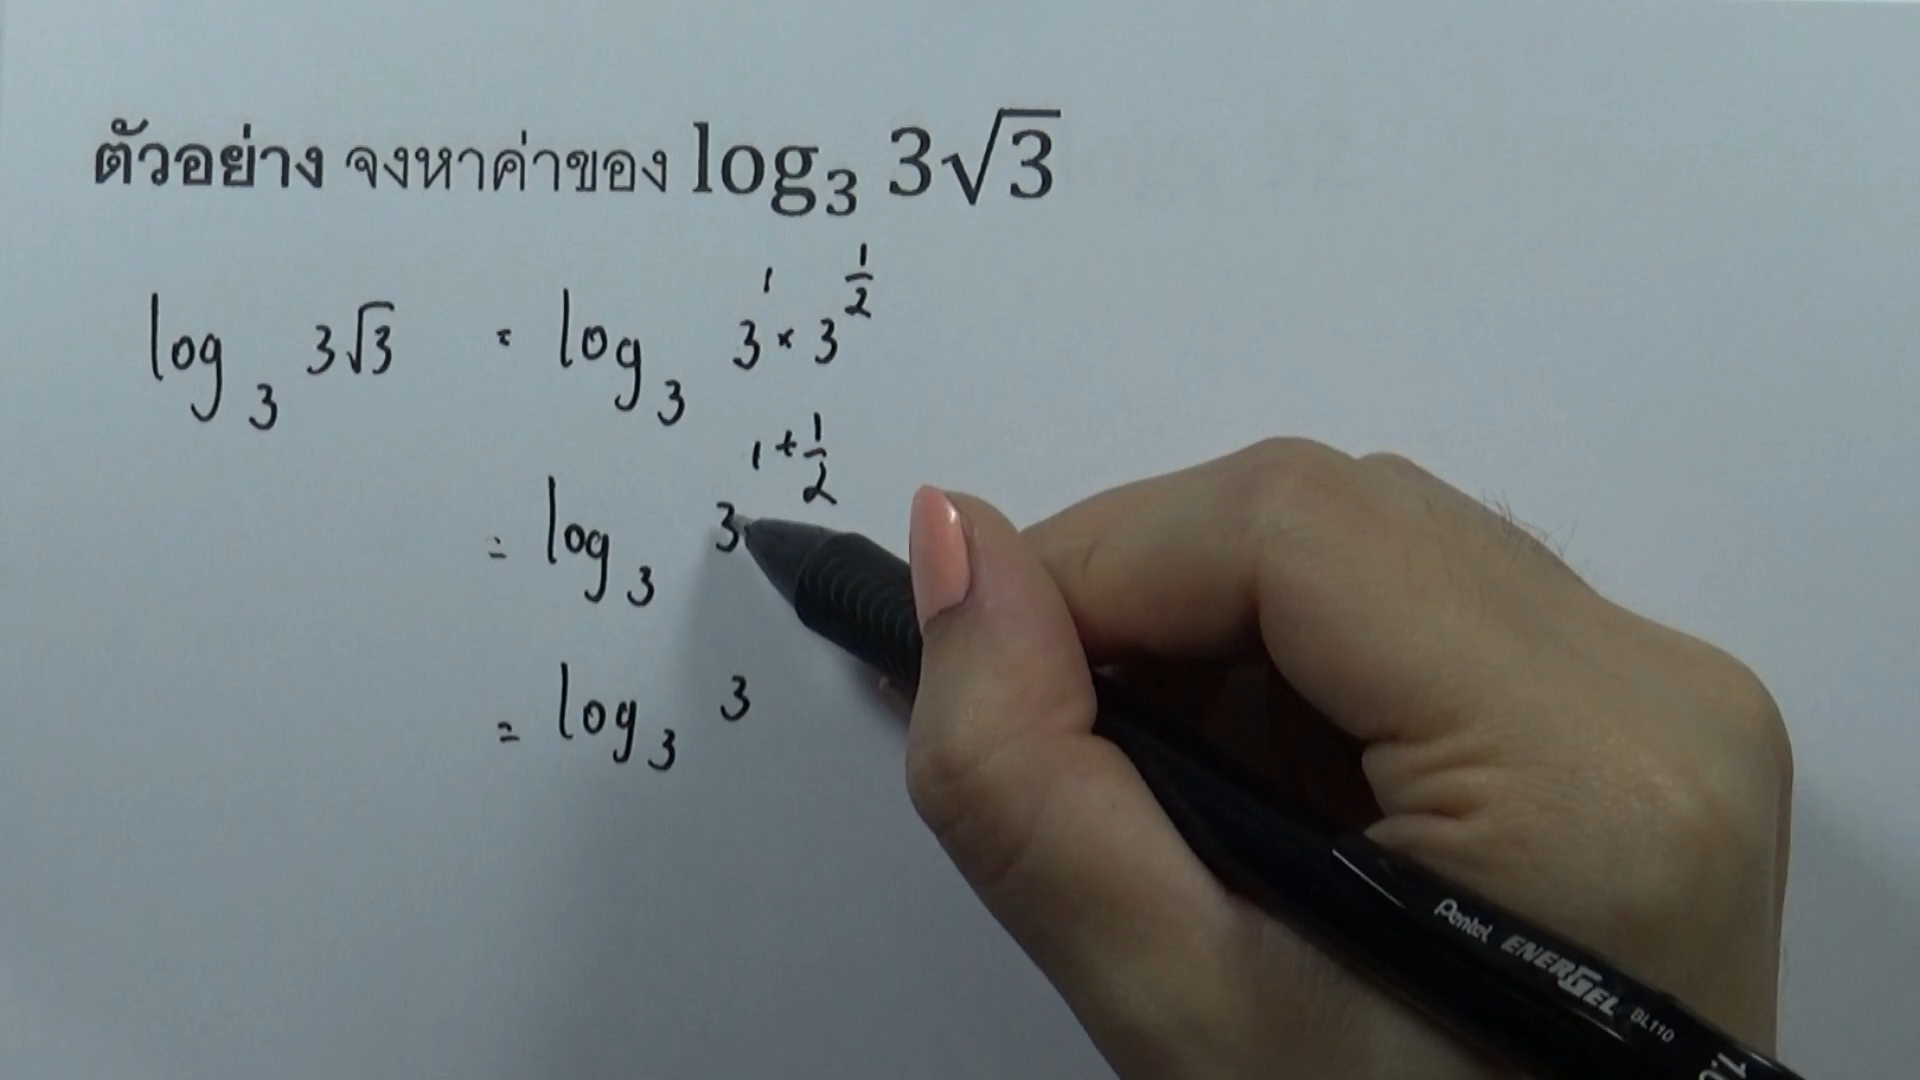 ตัวอย่าง จงหาค่าของ log₃ 3√3
log₃ 3√3 = log₃ 3¹ × 3^(1/2)
= log₃ 3^(1+1/2)
= log₃ 3
Pentel ENERGEL BL110